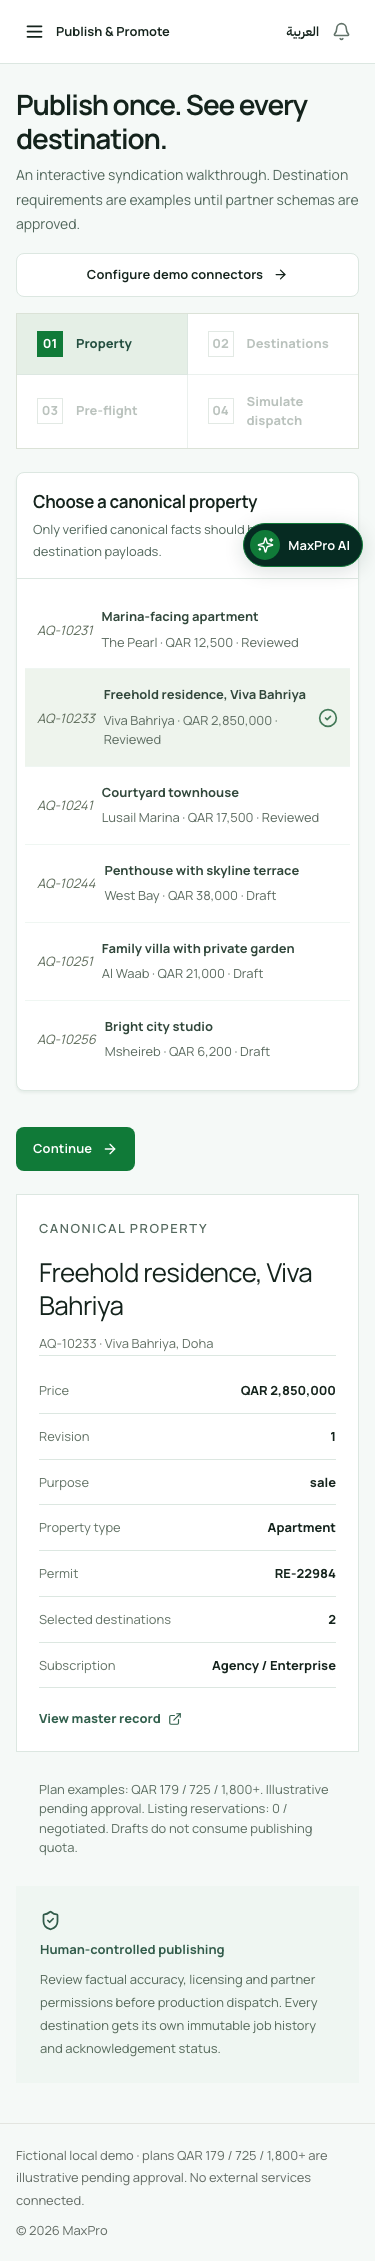 Publish & Promote
العربية
Publish once. See every
destination.
An interactive syndication walkthrough. Destination
requirements are examples until partner schemas are
approved.
Configure demo connectors
01 Property
02 Destinations
03 Pre-flight
04 Simulate
dispatch
Choose a canonical property
Only verified canonical facts should
destination payloads.
MaxPro AI
AQ-10231
Marina-facing apartment
The Pearl · QAR 12,500 · Reviewed
AQ-10233
Freehold residence, Viva Bahriya
Viva Bahriya · QAR 2,850,000 ·
Reviewed
AQ-10241
Courtyard townhouse
Lusail Marina · QAR 17,500 · Reviewed
AQ-10244
Penthouse with skyline terrace
West Bay · QAR 38,000 · Draft
AQ-10251
Family villa with private garden
Al Waab · QAR 21,000 · Draft
AQ-10256
Bright city studio
Msheireb · QAR 6,200 · Draft
Continue
CANONICAL PROPERTY
Freehold residence, Viva
Bahriya
AQ-10233 · Viva Bahriya, Doha
Price QAR 2,850,000
Revision 1
Purpose sale
Property type Apartment
Permit RE-22984
Selected destinations 2
Subscription Agency / Enterprise
View master record
Plan examples: QAR 179 / 725 / 1,800+. Illustrative
pending approval. Listing reservations: 0 /
negotiated. Drafts do not consume publishing
quota.
Human-controlled publishing
Review factual accuracy, licensing and partner
permissions before production dispatch. Every
destination gets its own immutable job history
and acknowledgement status.
Fictional local demo · plans QAR 179 / 725 / 1,800+ are
illustrative pending approval. No external services
connected.
© 2026 MaxPro